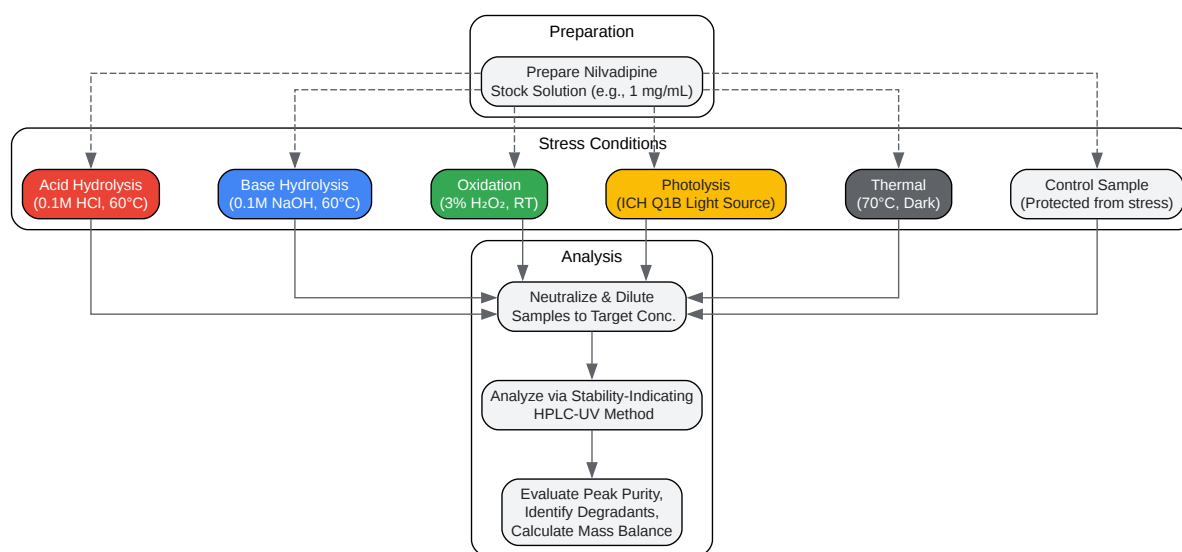 Preparation
Prepare Nilvadipine
Stock Solution (e.g., 1 mg/mL)
Stress Conditions
Acid Hydrolysis
(0.1M HCl, 60°C)
Base Hydrolysis
(0.1M NaOH, 60°C)
Oxidation
(3% H₂O₂, RT)
Photolysis
(ICH Q1B Light Source)
Thermal
(70°C, Dark)
Control Sample
(Protected from stress)
Analysis
Neutralize & Dilute
Samples to Target Conc.
Analyze via Stability-Indicating
HPLC-UV Method
Evaluate Peak Purity,
Identify Degradants,
Calculate Mass Balance